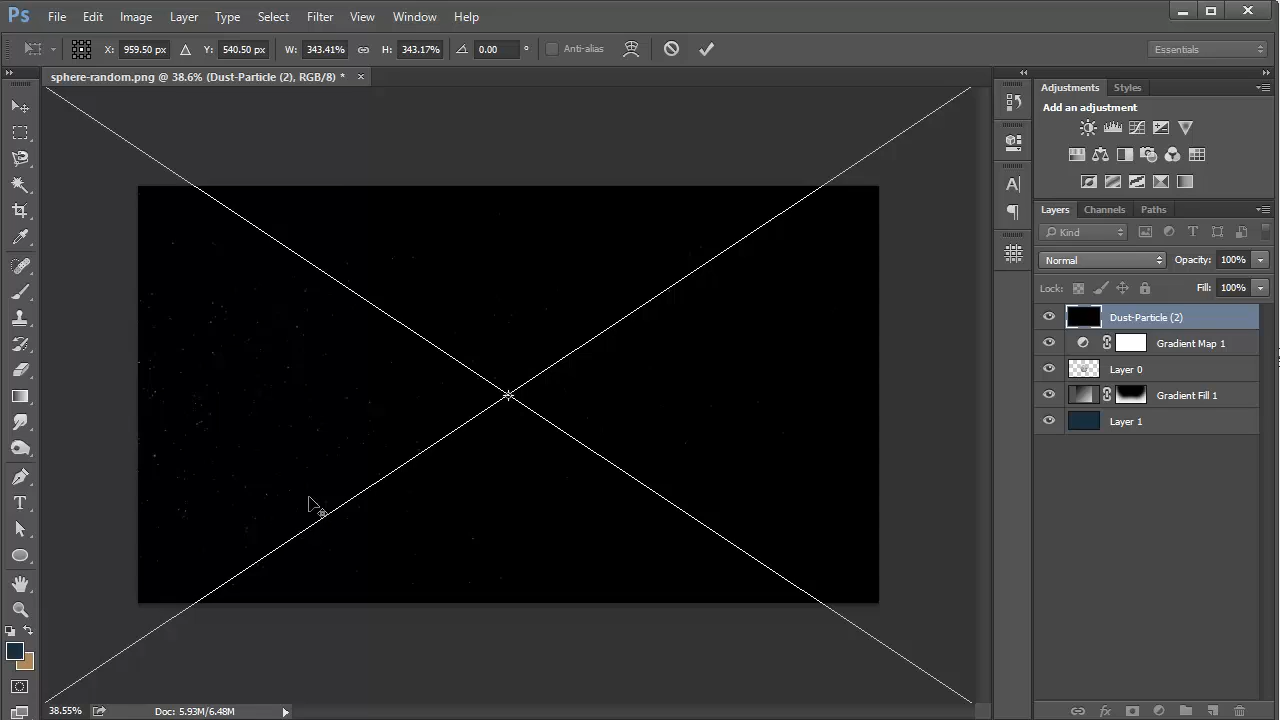 Ps File Edit Image Layer Type Select Filter View Window Help
X: 959.50 px Y: 540.50 px W: 343.41% H: 343.17% 0.00 ° Anti-alias Essentials
sphere-random.png @ 38.6% (Dust-Particle (2), RGB/8) * ×
Adjustments Styles
Add an adjustment
Layers Channels Paths
Kind
Normal Opacity: 100%
Lock: Fill: 100%
Dust-Particle (2)
Gradient Map 1
Layer 0
Gradient Fill 1
Layer 1
38.55% Doc: 5.93M/6.48M